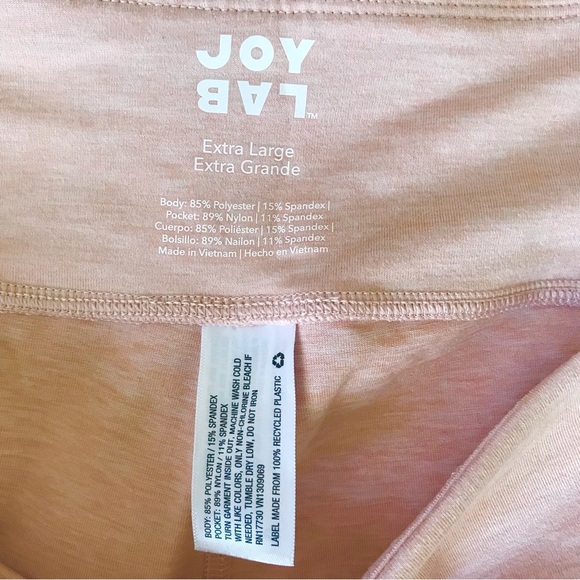 JOY
LAB™
Extra Large
Extra Grande
Body: 85% Polyester | 15% Spandex |
Pocket: 89% Nylon | 11% Spandex
Cuerpo: 85% Poliéster | 15% Spandex |
Bolsillo: 89% Nailon | 11% Spandex
Made in Vietnam | Hecho en Vietnam
BODY: 85% POLYESTER / 15% SPANDEX
POCKET: 89% NYLON / 11% SPANDEX
TURN GARMENT INSIDE OUT, MACHINE WASH COLD
WITH LIKE COLORS, ONLY NON-CHLORINE BLEACH IF
NEEDED, TUMBLE DRY LOW, DO NOT IRON
RN17730 VN1309069
LABEL MADE FROM 100% RECYCLED PLASTIC